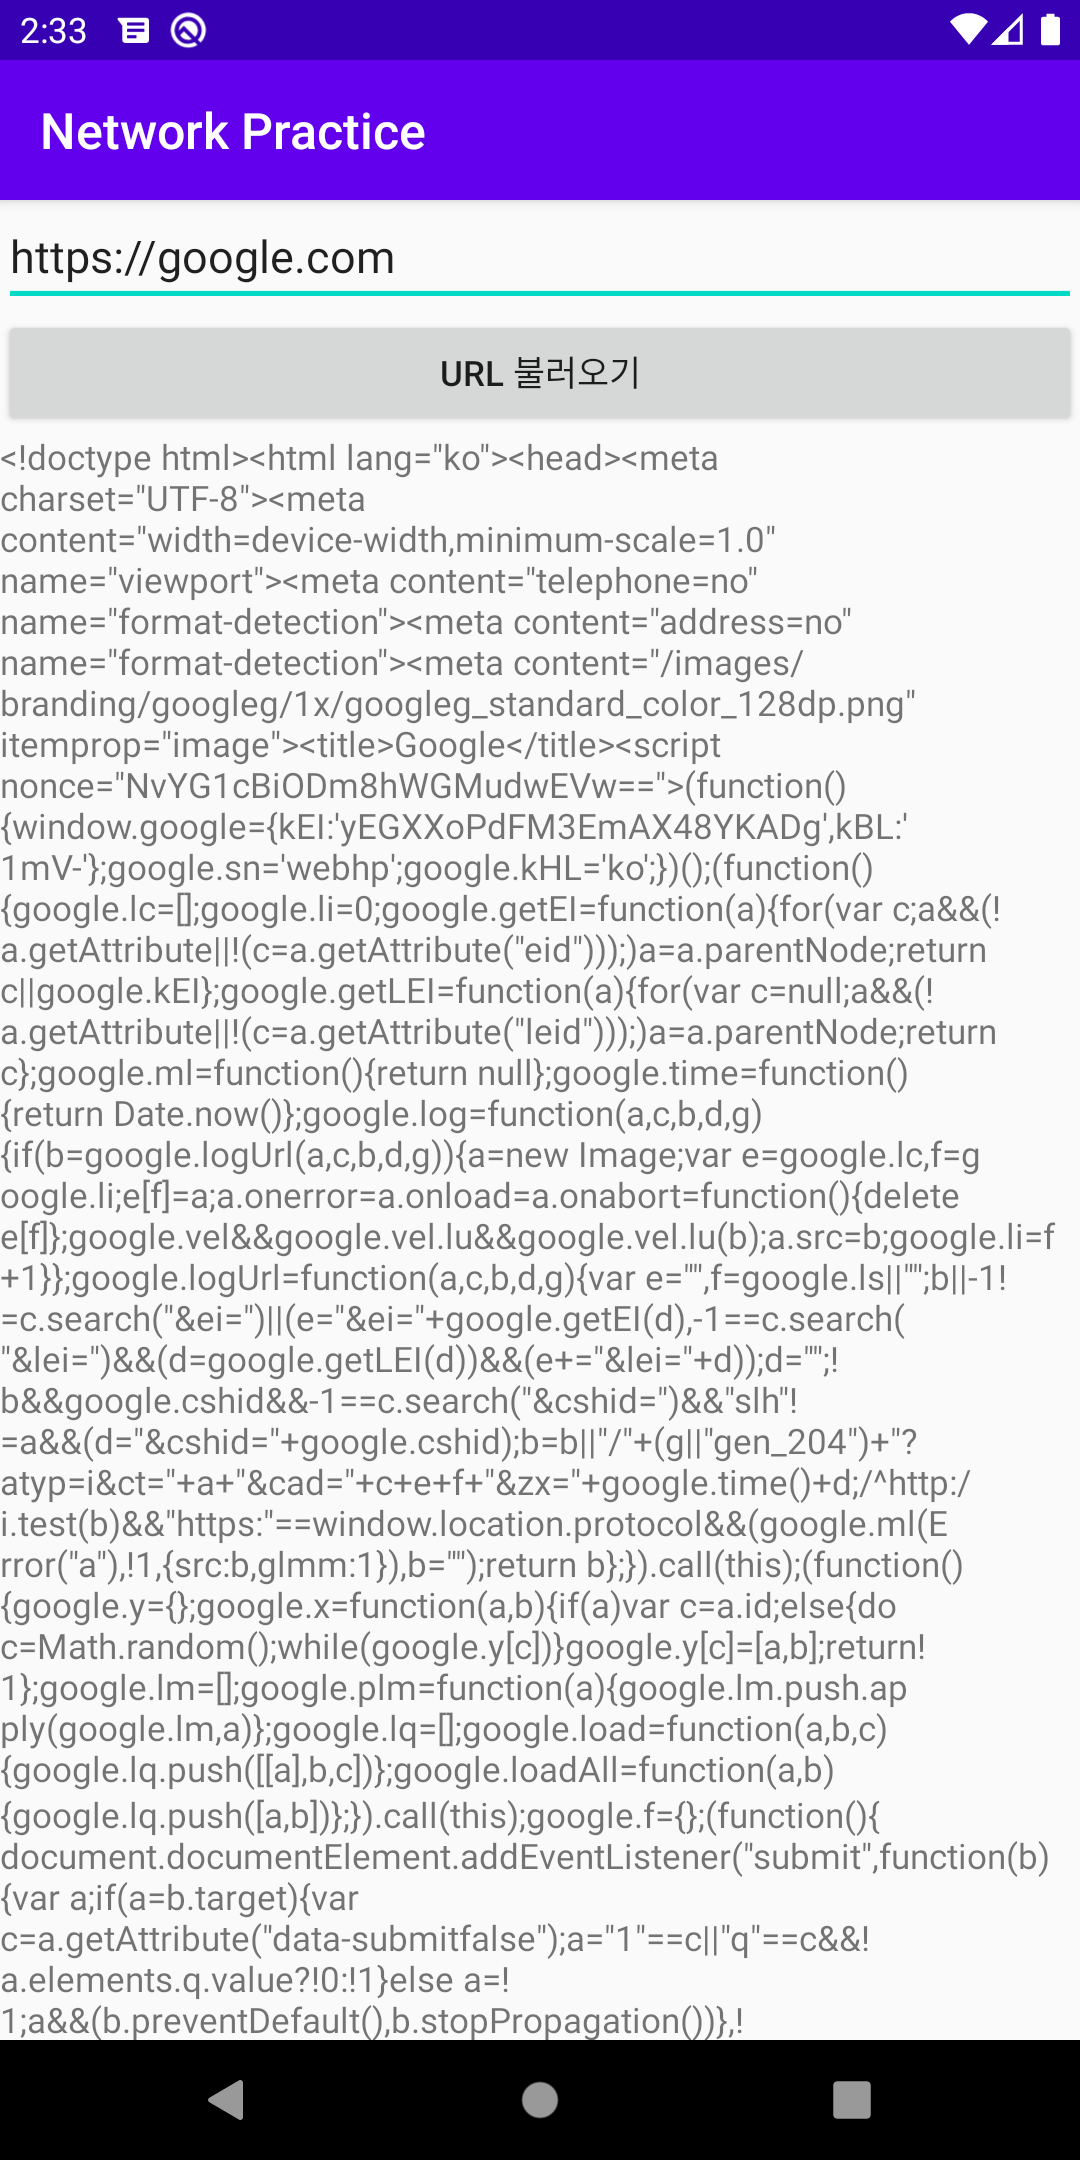 2:33
Network Practice
https://google.com
URL 불러오기
<!doctype html><html lang="ko"><head><meta
charset="UTF-8"><meta
content="width=device-width,minimum-scale=1.0"
name="viewport"><meta content="telephone=no"
name="format-detection"><meta content="address=no"
name="format-detection"><meta content="/images/
branding/googleg/1x/googleg_standard_color_128dp.png"
itemprop="image"><title>Google</title><script
nonce="NvYG1cBiODm8hWGMudwEVw==">(function()
{window.google={kEI:'yEGXXoPdFM3EmAX48YKADg',kBL:'
1mV-'};google.sn='webhp';google.kHL='ko';})();(function()
{google.lc=[];google.li=0;google.getEI=function(a){for(var c;a&&(!
a.getAttribute||!(c=a.getAttribute("eid")));)a=a.parentNode;return
c||google.kEI};google.getLEI=function(a){for(var c=null;a&&(!
a.getAttribute||!(c=a.getAttribute("leid")));)a=a.parentNode;return
c};google.ml=function(){return null};google.time=function()
{return Date.now()};google.log=function(a,c,b,d,g)
{if(b=google.logUrl(a,c,b,d,g)){a=new Image;var e=google.lc,f=g
oogle.li;e[f]=a;a.onerror=a.onload=a.onabort=function(){delete
e[f]};google.vel&&google.vel.lu&&google.vel.lu(b);a.src=b;google.li=f
+1}};google.logUrl=function(a,c,b,d,g){var e="",f=google.ls||"";b||-1!
=c.search("&ei=")||(e="&ei="+google.getEI(d),-1==c.search(
"&lei=")&&(d=google.getLEI(d))&&(e+="&lei="+d));d="";!
b&&google.cshid&&-1==c.search("&cshid=")&&"slh"!
=a&&(d="&cshid="+google.cshid);b=b||"/"+(g||"gen_204")+"?
atyp=i&ct="+a+"&cad="+c+e+f+"&zx="+google.time()+d;/^http:/
i.test(b)&&"https:"==window.location.protocol&&(google.ml(E
rror("a"),!1,{src:b,glmm:1}),b="");return b};}).call(this);(function()
{google.y={};google.x=function(a,b){if(a)var c=a.id;else{do
c=Math.random();while(google.y[c])}google.y[c]=[a,b];return!
1};google.lm=[];google.plm=function(a){google.lm.push.ap
ply(google.lm,a)};google.lq=[];google.load=function(a,b,c)
{google.lq.push([[a],b,c])};google.loadAll=function(a,b)
{google.lq.push([a,b])};}).call(this);google.f={};(function(){
document.documentElement.addEventListener("submit",function(b)
{var a;if(a=b.target){var
c=a.getAttribute("data-submitfalse");a="1"==c||"q"==c&&!
a.elements.q.value?!0:!1}else a=!
1;a&&(b.preventDefault(),b.stopPropagation())},!